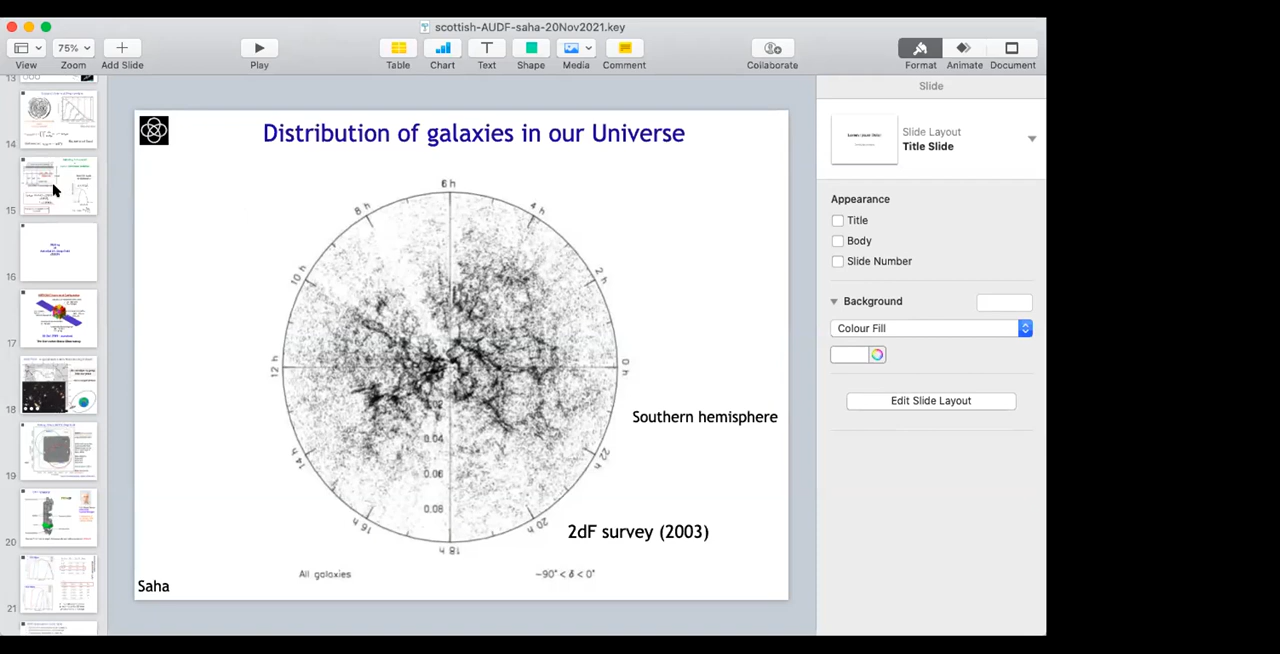 scottish-AUDF-saha-20Nov2021.key
75%
View
Zoom
Add Slide
Play
Table
Chart
Text
Shape
Media
Comment
Collaborate
Format
Animate
Document
13
14
15
16
17
18
19
20
21
Distribution of galaxies in our Universe
6 h
8 h
4 h
10 h
2 h
12 h
0 h
0.02
0.04
0.06
0.08
14 h
22 h
16 h
20 h
18 h
Southern hemisphere
2dF survey (2003)
All galaxies
-90° < δ < 0°
Saha
Slide
Slide Layout
Title Slide
Appearance
Title
Body
Slide Number
Background
Colour Fill
Edit Slide Layout